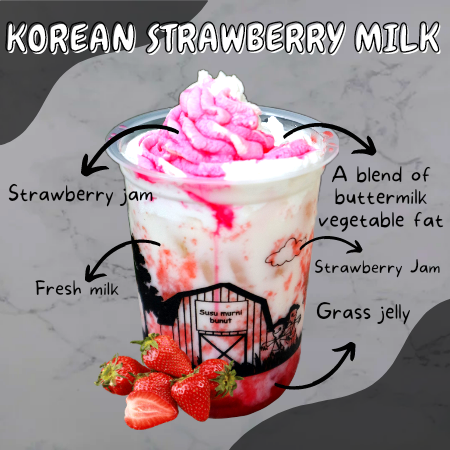 KOREAN STRAWBERRY MILK
Strawberry jam
A blend of
buttermilk
vegetable fat
Fresh milk
Strawberry Jam
Grass jelly
Susu murni
bunut